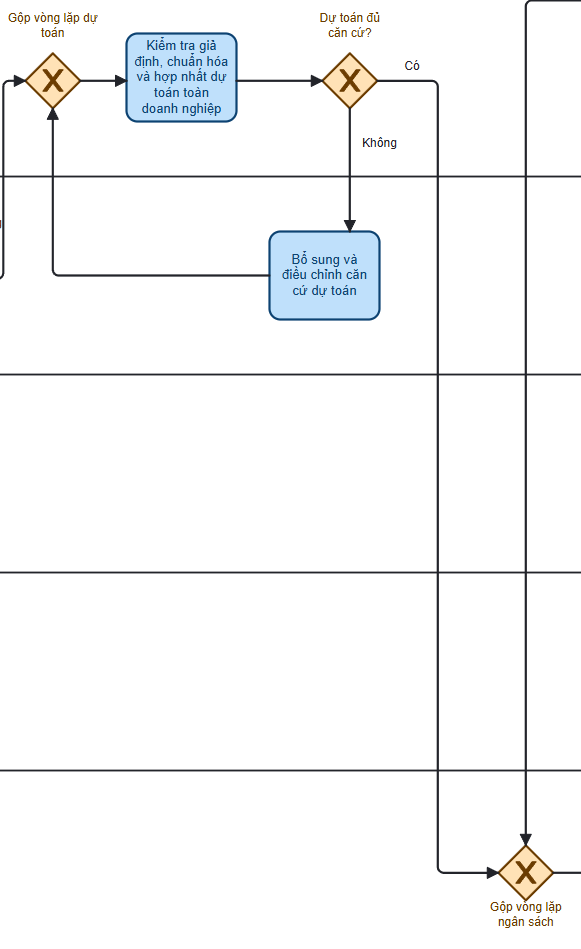 Gộp vòng lặp dự
toán
Kiểm tra giả
định, chuẩn hóa
và hợp nhất dự
toán toàn
doanh nghiệp
Dự toán đủ
căn cứ?
Có
Không
Bổ sung và
điều chỉnh căn
cứ dự toán
Gộp vòng lặp
ngân sách